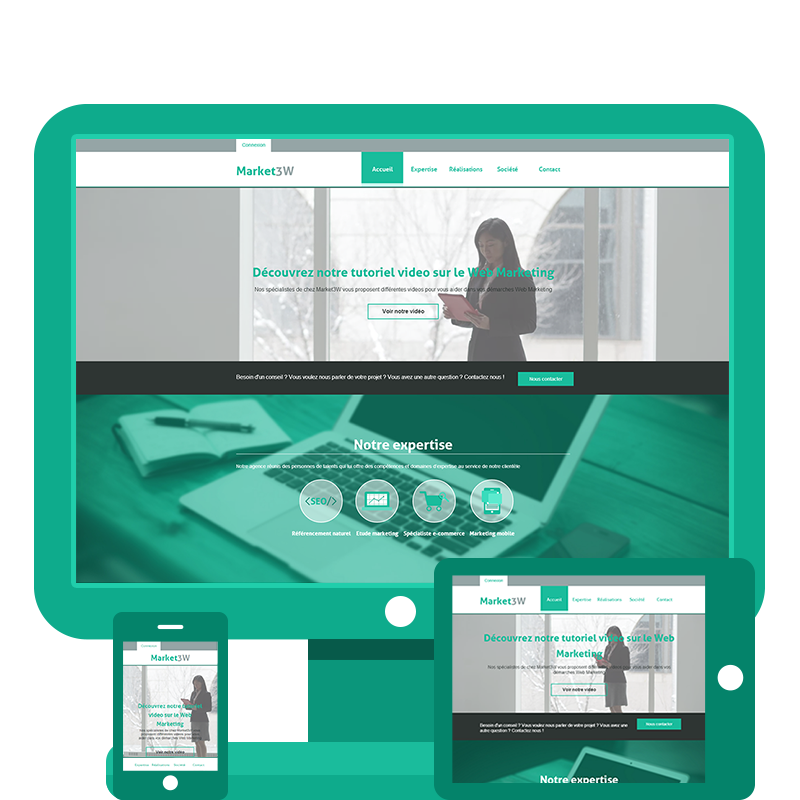 Connexion
Market3W
Accueil
Expertise
Réalisations
Société
Contact
Découvrez notre tutoriel video sur le Web Marketing
Nos spécialistes de chez Market3W vous proposent différentes videos pour vous aider dans vos démarches Web Marketing
Voir notre vidéo
Besoin d'un conseil ? Vous voulez nous parler de votre projet ? Vous avez une autre question ? Contactez nous !
Nous contacter
Notre expertise
Notre agence réunis des personnes de talents qui lui offre des compétences et domaines d'expertise au service de notre clientèle
<SEO/>
Référencement naturel
Etude marketing
Spécialiste e-commerce
Marketing mobile
Connexion
Market3W
Accueil
Expertise
Réalisations
Société
Contact
Découvrez notre tutoriel video sur le Web
Marketing
Nos spécialistes de chez Market3W vous proposent différentes videos pour vous aider dans vos
démarches Web Marketing
Voir notre vidéo
Besoin d'un conseil ? Vous voulez nous parler de votre projet ? Vous avez une
autre question ? Contactez nous !
Nous contacter
Notre expertise
Connexion
Market3W
Découvrez notre tutoriel
video sur le Web
Marketing
Voir notre vidéo
Expertise
Réalisations
Société
Contact